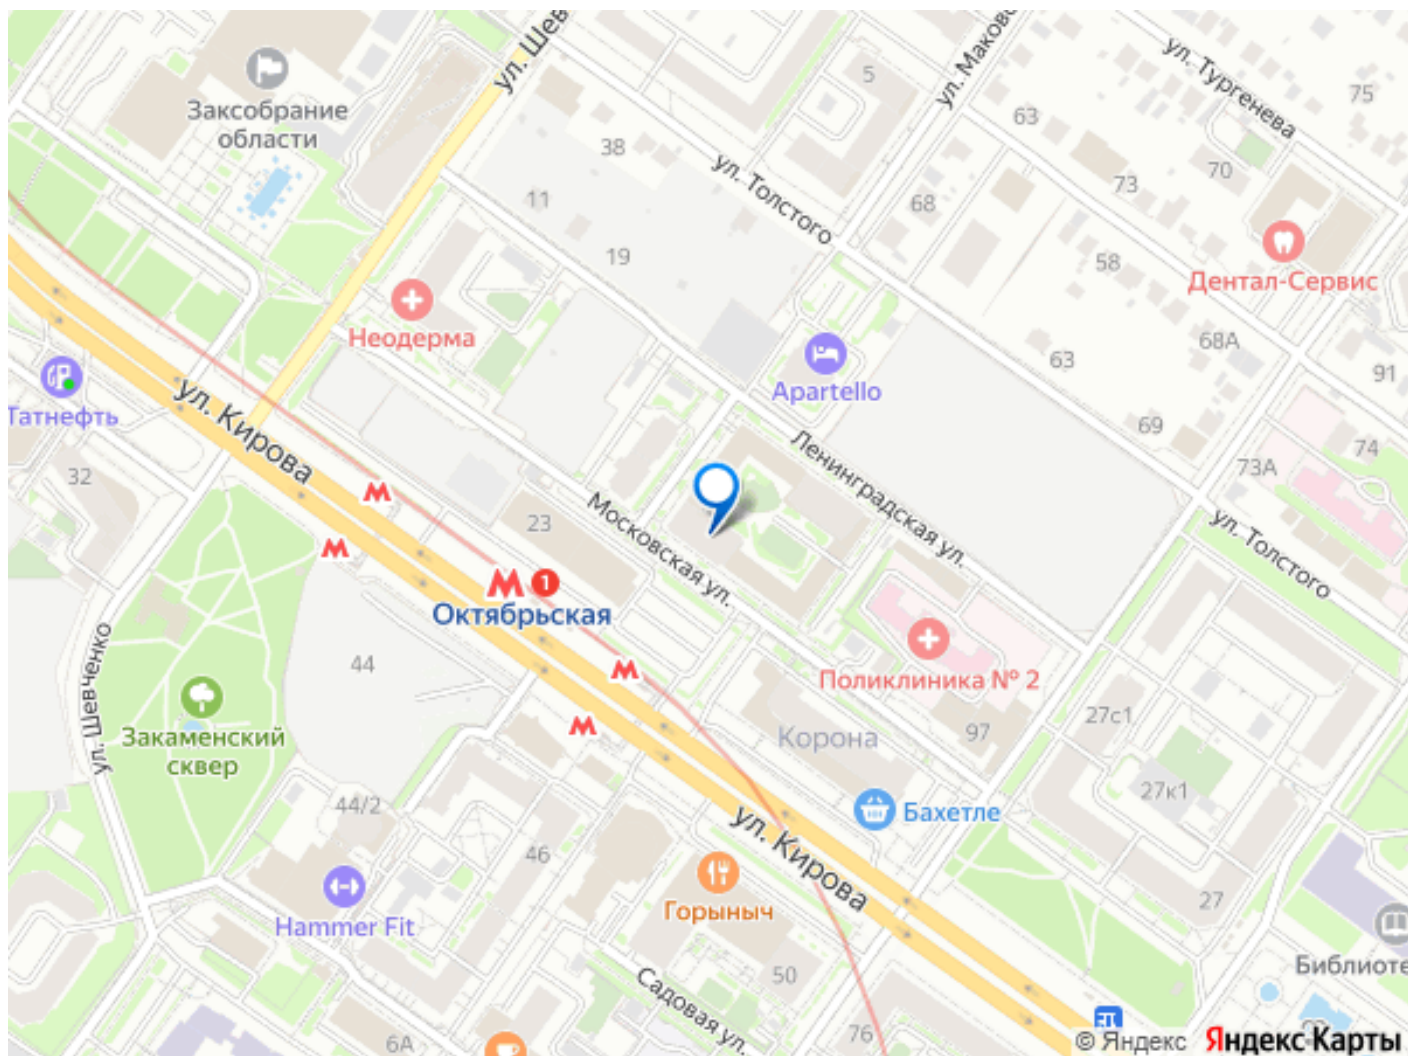 ул. Шев
ул. Маковс
ул. Тургенева
5
75
63
Заксобрание
области
38
ул. Толстого
70
73
11
68
19
58
Дентал-Сервис
Неодерма
68А
63
Apartello
91
Татнефть
ул. Кирова
69
74
Ленинградская ул.
73А
32
Московская ул.
23
ул. Толстого
1
Октябрьская
ул. Шевченко
44
Поликлиника № 2
27с1
Закаменский
сквер
Корона
97
27к1
44/2
Бахетле
ул. Кирова
46
27
Горыныч
Hammer Fit
50
Библиоте
Садовая ул.
76
6А
© Яндекс Яндекс Карты